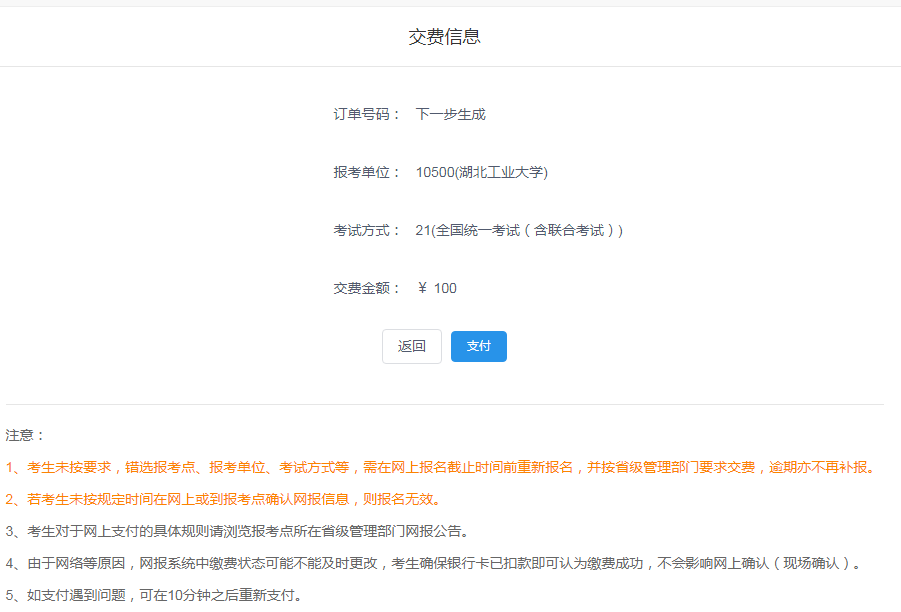 交费信息
订单号码： 下一步生成
报考单位： 10500(湖北工业大学)
考试方式： 21(全国统一考试（含联合考试）)
交费金额： ￥ 100
返回 支付
注意：
1、考生未按要求，错选报考点、报考单位、考试方式等，需在网上报名截止时间前重新报名，并按省级管理部门要求交费，逾期亦不再补报。
2、若考生未按规定时间在网上或到报考点确认网报信息，则报名无效。
3、考生对于网上支付的具体规则请浏览报考点所在省级管理部门网报公告。
4、由于网络等原因，网报系统中缴费状态可能不能及时更改，考生确保银行卡已扣款即可认为缴费成功，不会影响网上确认（现场确认）。
5、如支付遇到问题，可在10分钟之后重新支付。